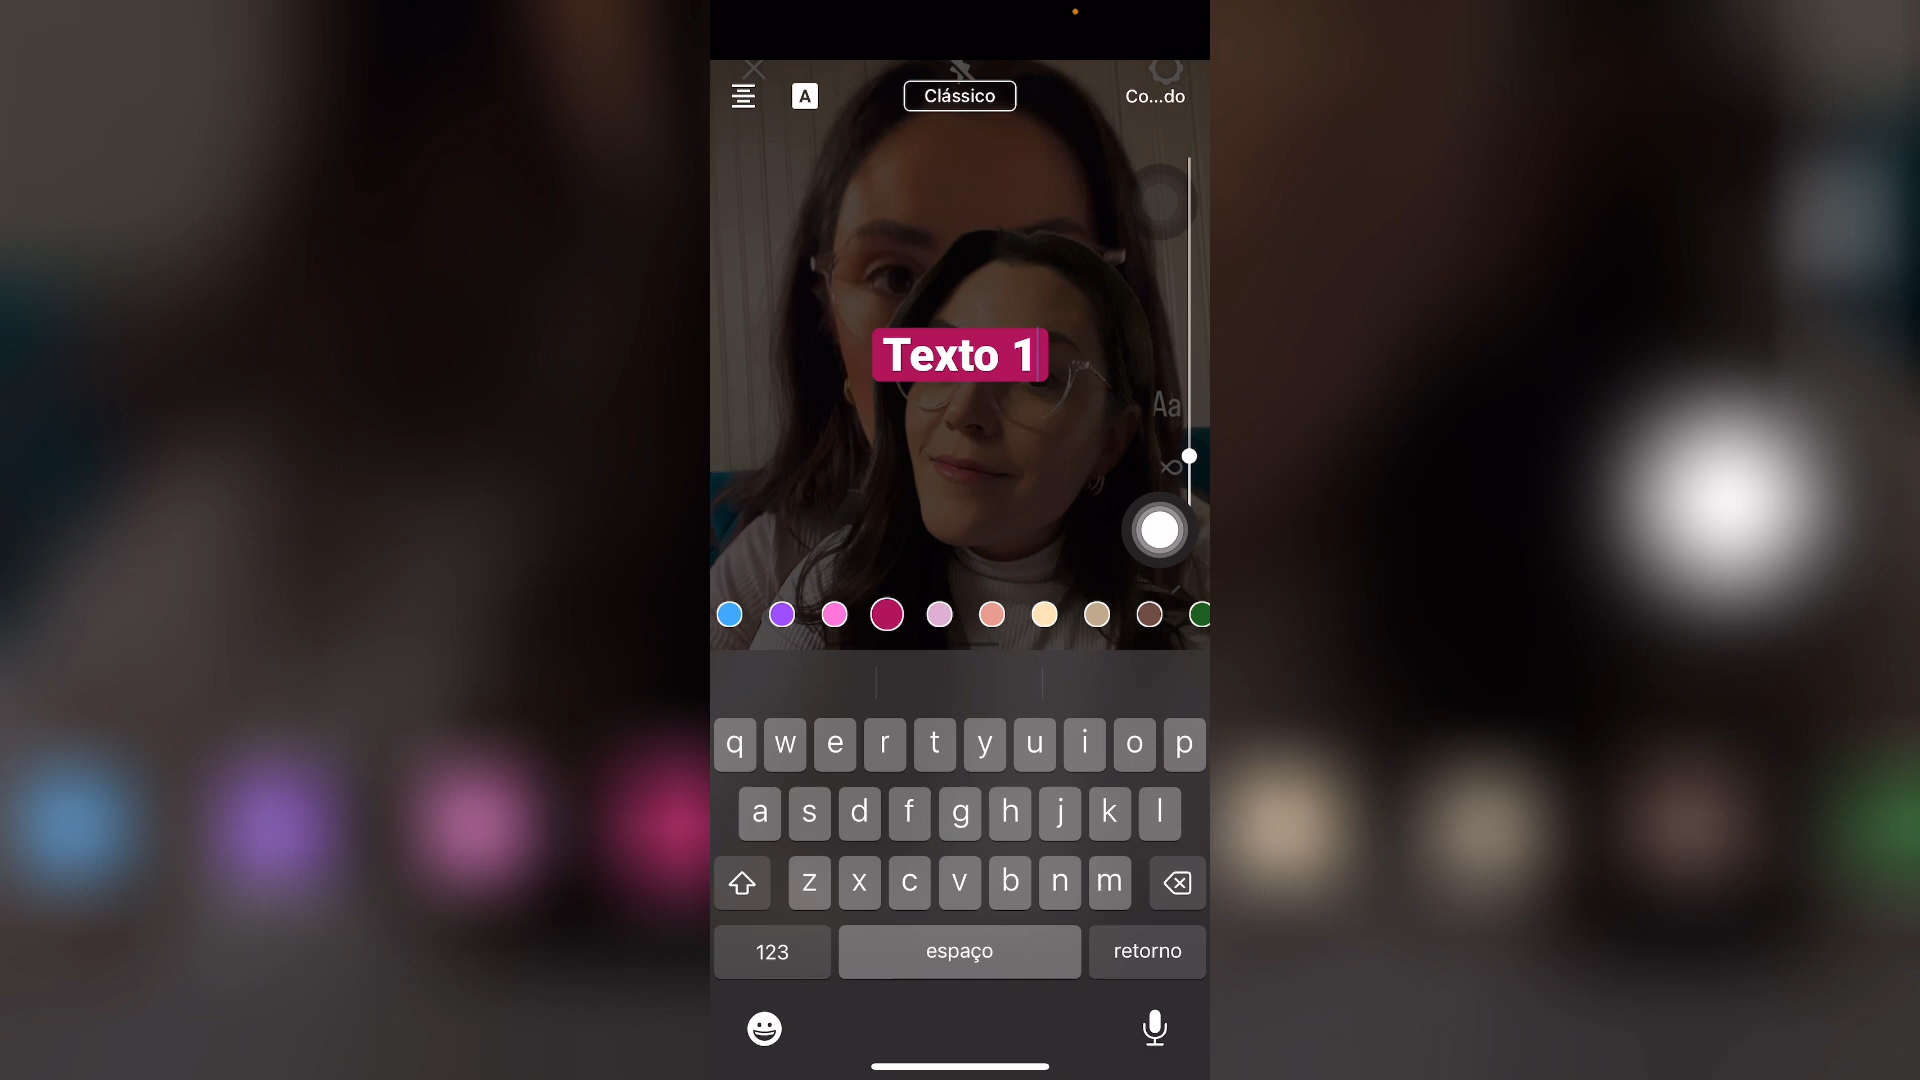 A
Clássico
Co...do
Texto 1
Aa
q w e r t y u i o p
a s d f g h j k l
z x c v b n m
123
espaço
retorno